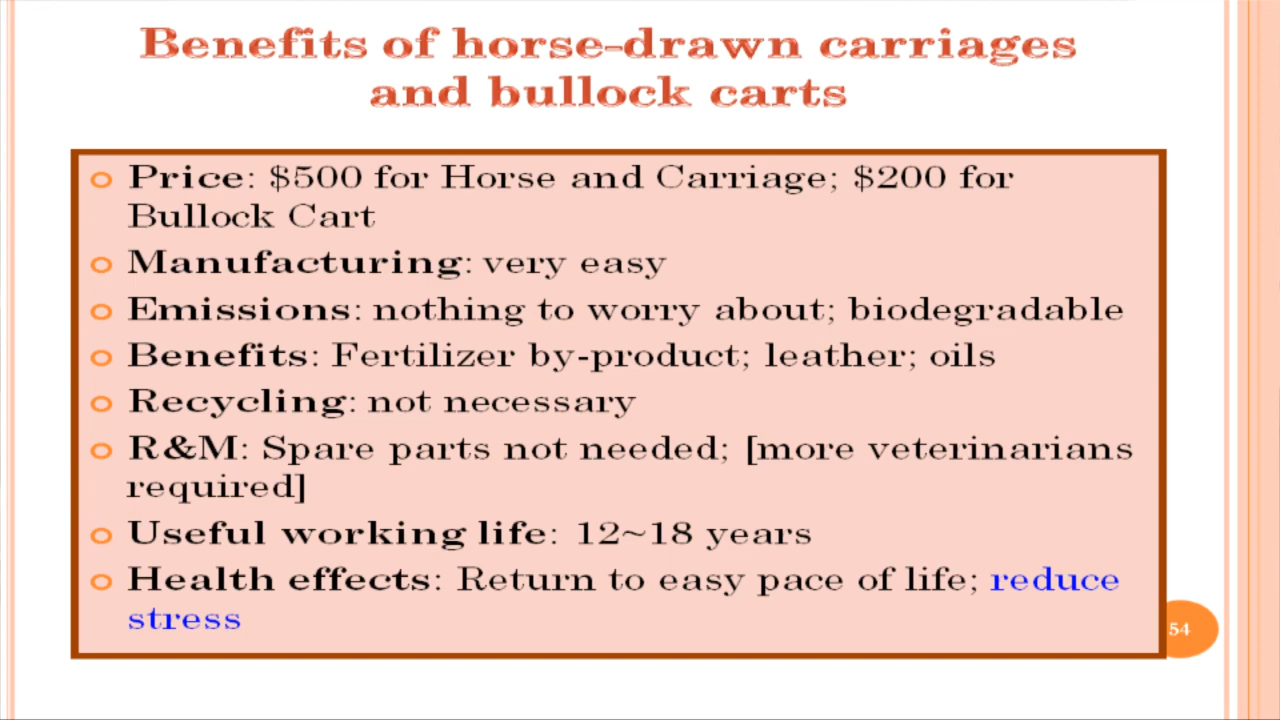 Benefits of horse-drawn carriages
and bullock carts
Price: $500 for Horse and Carriage; $200 for
Bullock Cart
Manufacturing: very easy
Emissions: nothing to worry about; biodegradable
Benefits: Fertilizer by-product; leather; oils
Recycling: not necessary
R&M: Spare parts not needed; [more veterinarians
required]
Useful working life: 12~18 years
Health effects: Return to easy pace of life; reduce
stress
54